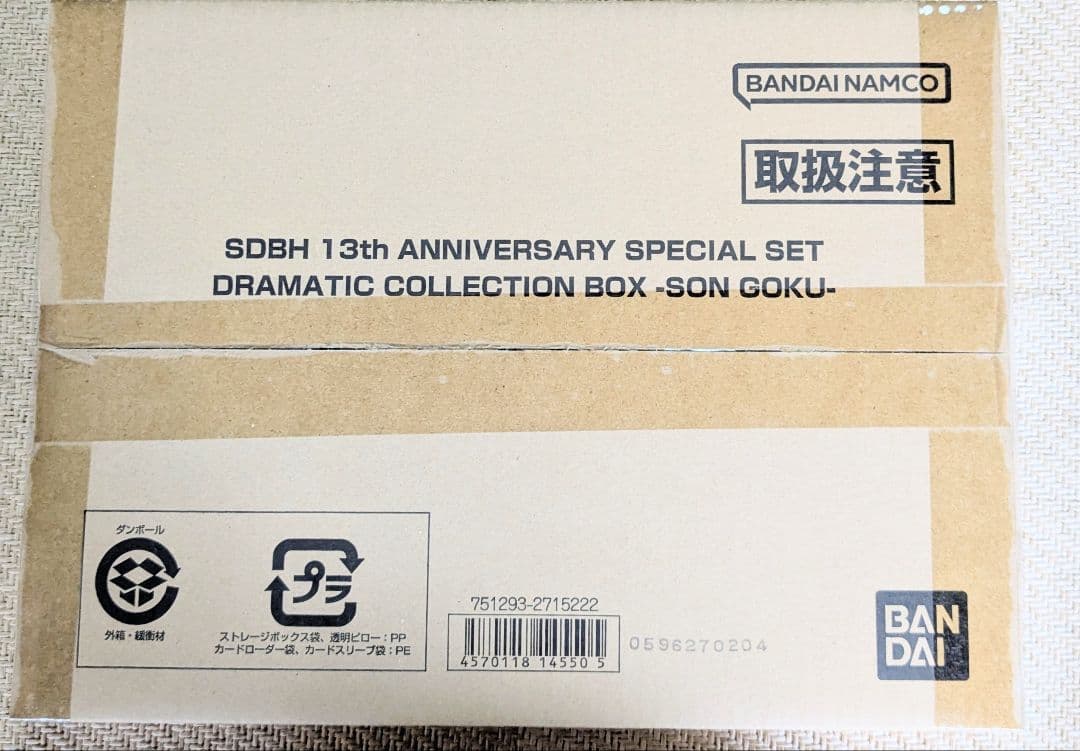 BANDAI NAMCO
取扱注意
SDBH 13th ANNIVERSARY SPECIAL SET
DRAMATIC COLLECTION BOX -SON GOKU-
ダンボール
外箱・緩衝材
プラ
ストレージボックス袋、透明ピロー：PP
カードローダー袋、カードスリーブ袋：PE
751293-2715222
4570118 14550 5
0596270204
BAN
DAI